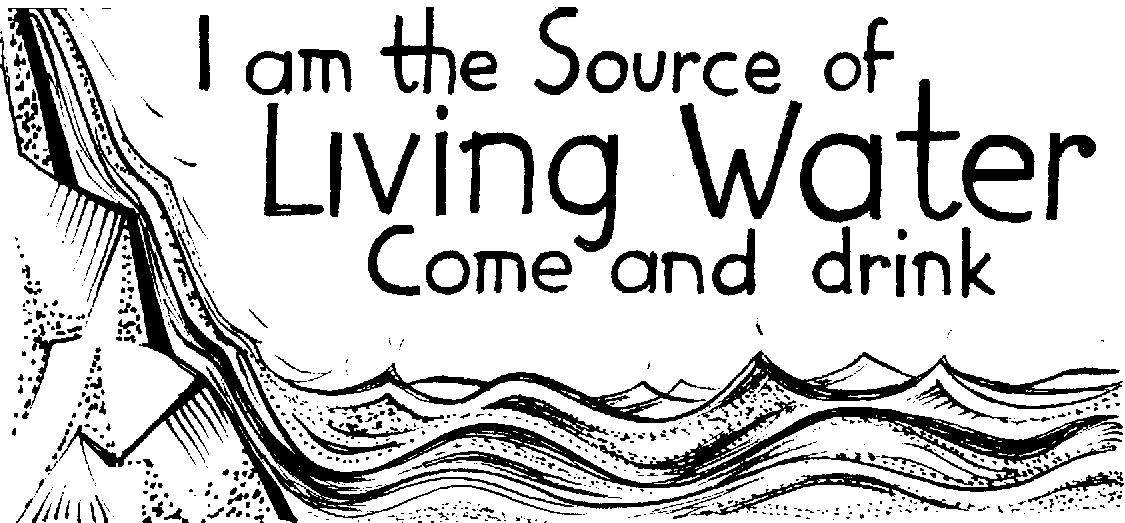 I am the Source of
Living Water
Come and drink